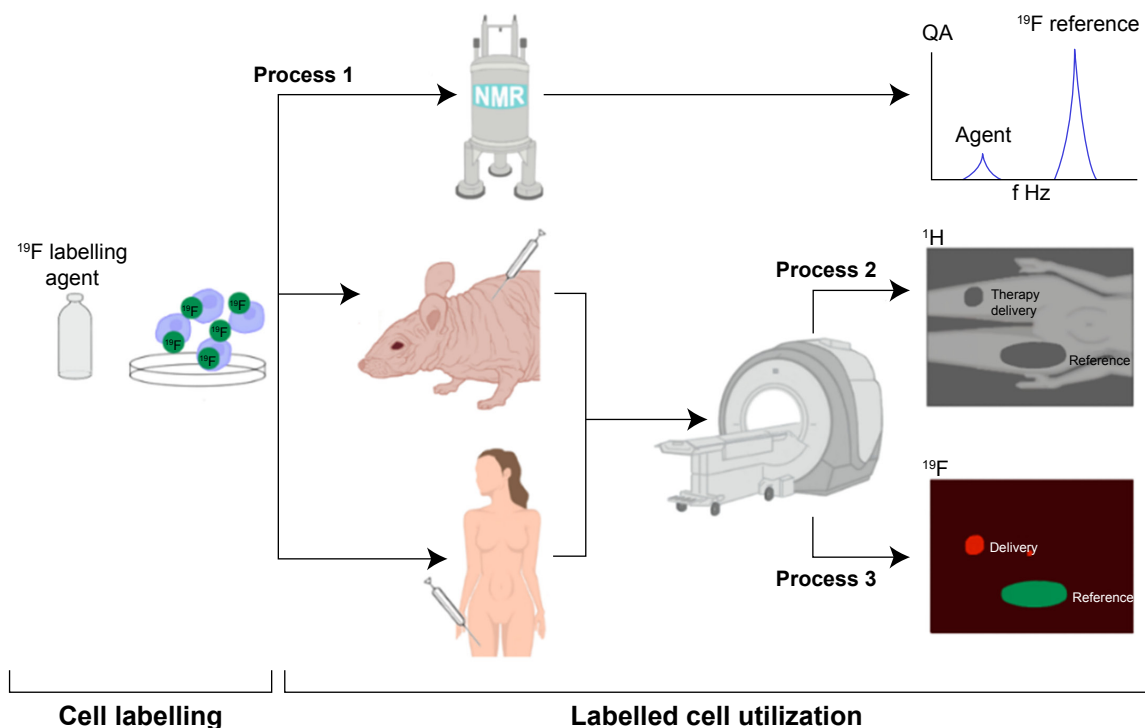 Process 1
NMR
QA
¹⁹F reference
Agent
f Hz
¹⁹F labelling
agent
¹⁹F
¹⁹F
¹⁹F
¹⁹F
¹⁹F
Process 2
¹H
Therapy
delivery
Reference
Process 3
¹⁹F
Delivery
Reference
Cell labelling
Labelled cell utilization